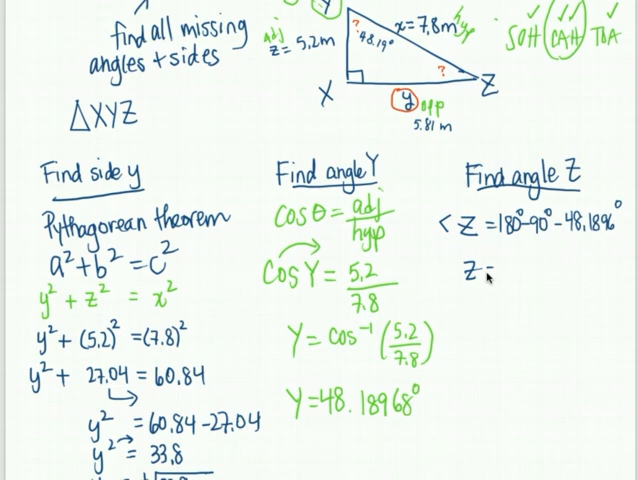 find all missing
angles + sides
△XYZ
Y
?
48.19°
x = 7.8m
hyp
adj
z = 5.2m
?
X
Z
y
opp
5.81 m
SOH CAH TOA
✓ ✓✓ ✓
Find side y
Pythagorean theorem
a² + b² = c²
y² + z² = x²
y² + (5.2)² = (7.8)²
y² + 27.04 = 60.84
y² = 60.84 - 27.04
y² = 33.8
Find angle Y
cos θ = adj/hyp
Cos Y = 5.2/7.8
Y = cos⁻¹ (5.2/7.8)
Y = 48.18968°
Find angle Z
< Z = 180° - 90° - 48.1896°
Z =